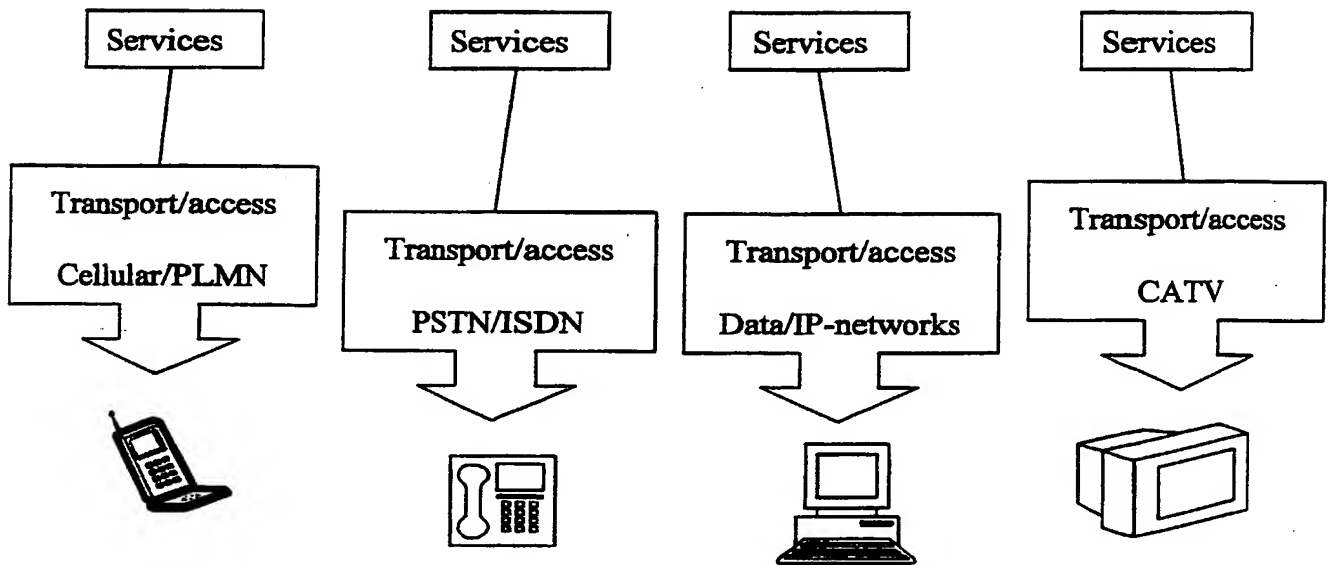 Services
Services
Services
Services
Transport/access
Cellular/PLMN
Transport/access
PSTN/ISDN
Transport/access
Data/IP-networks
Transport/access
CATV